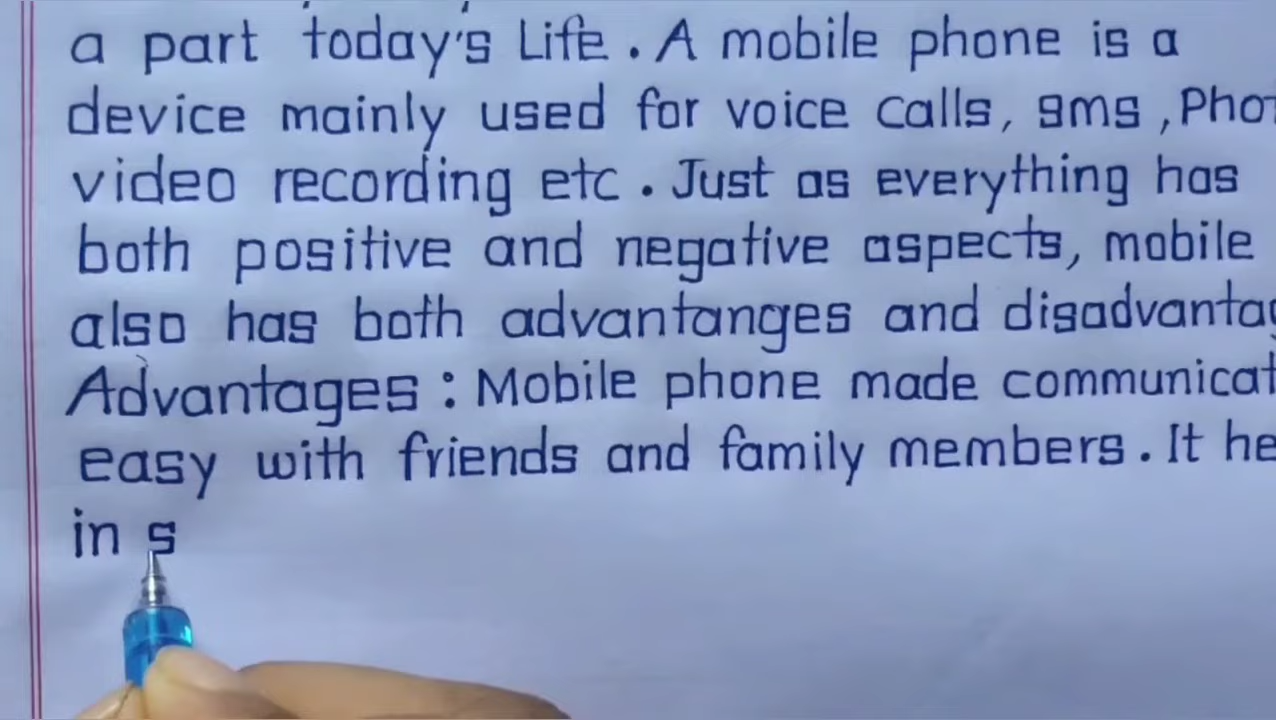 a part today's Life . A mobile phone is a
device mainly used for voice calls, sms , Phot
video recording etc . Just as everything has
both positive and negative aspects, mobile
also has both advantanges and disadvantag
Advantages : Mobile phone made communicat
easy with friends and family members . It he
in s